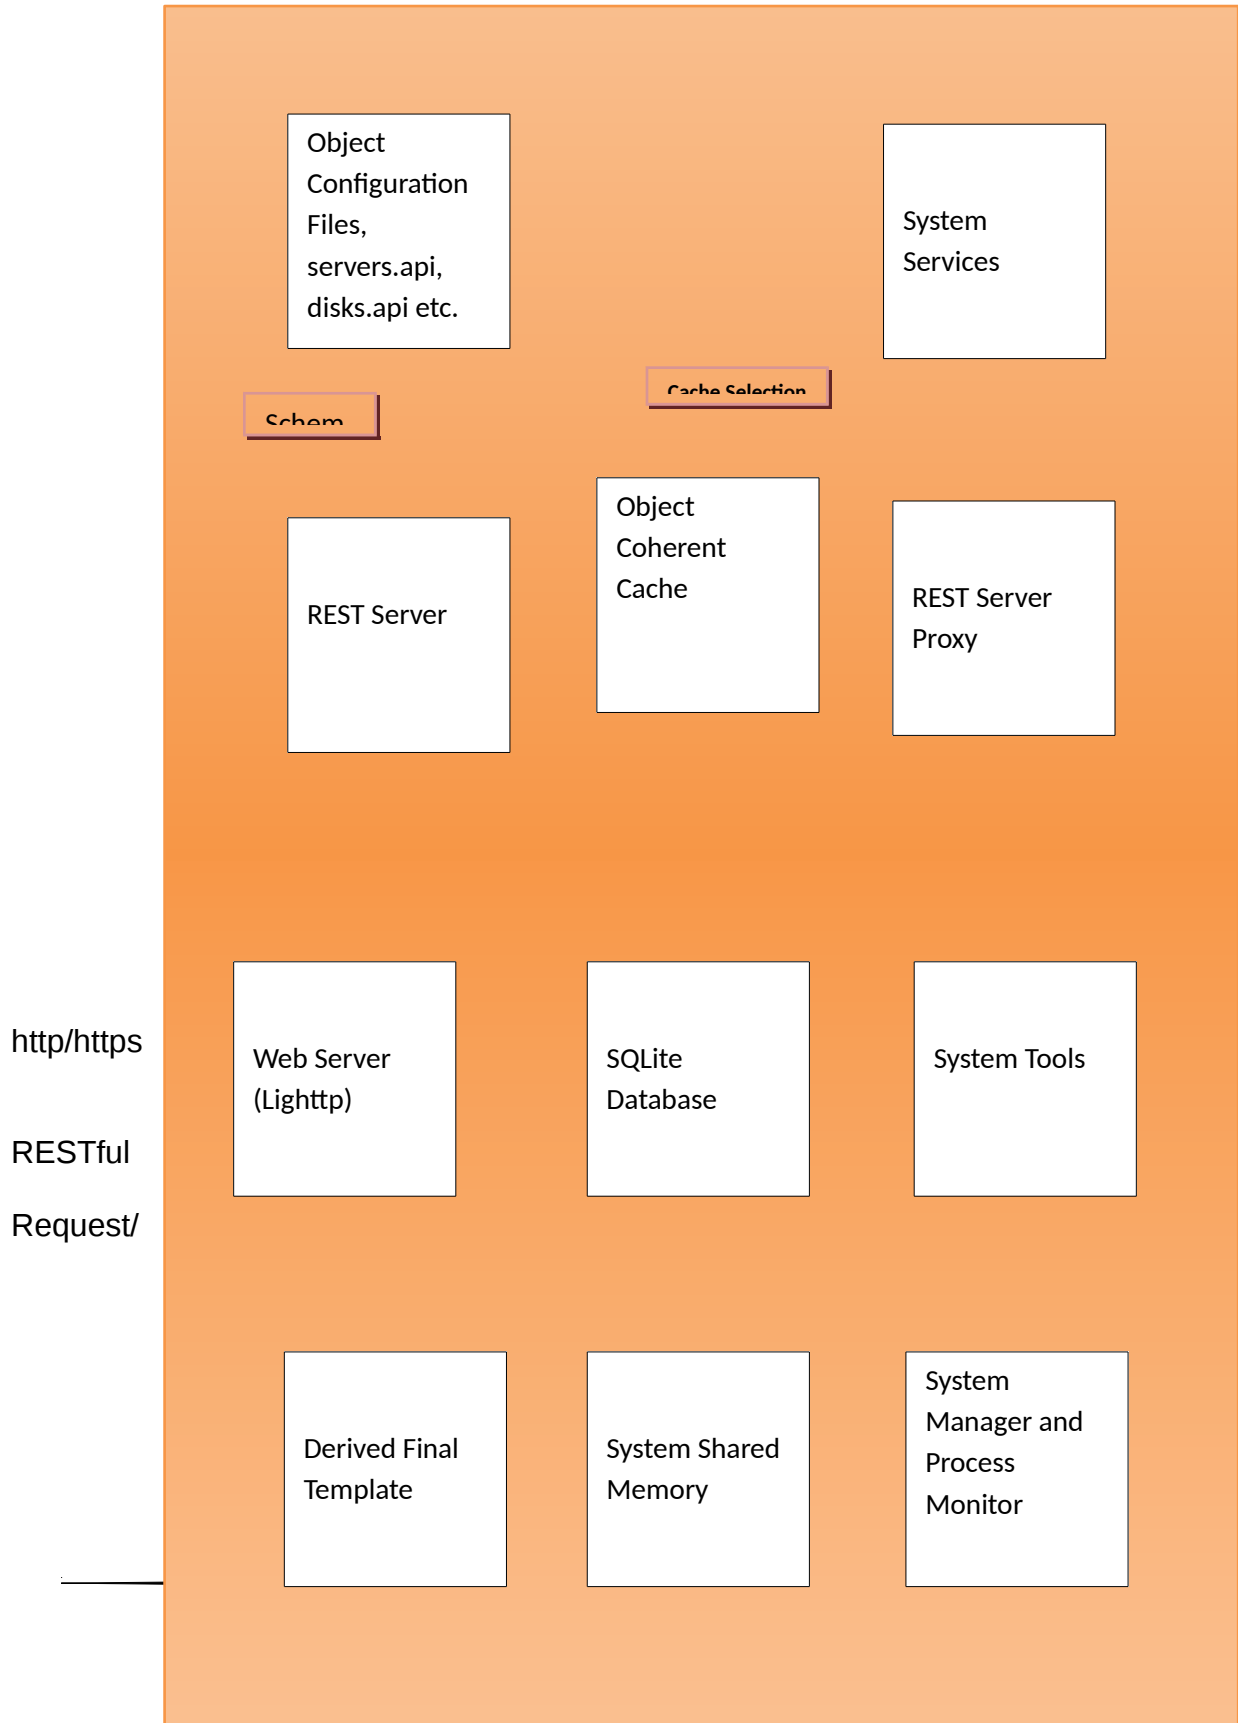 Object
Configuration
Files,
servers.api,
disks.api etc.
System
Services
Cache Selection
Schem
Object
Coherent
Cache
REST Server
REST Server
Proxy
http/https
RESTful
Request/
Web Server
(Lighttp)
SQLite
Database
System Tools
Derived Final
Template
System Shared
Memory
System
Manager and
Process
Monitor